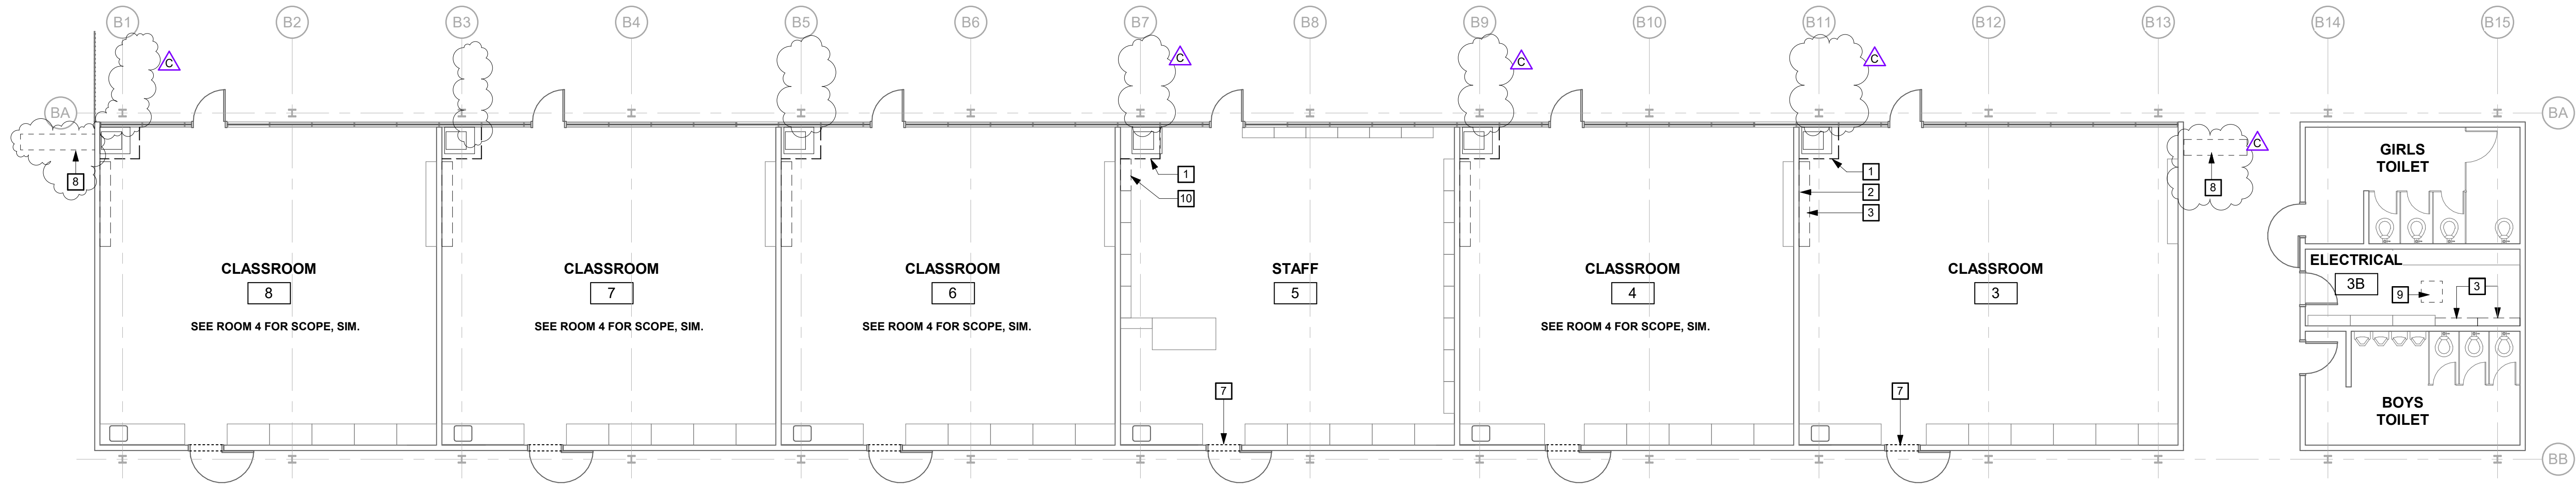 B1 B2 B3 B4 B5 B6 B7 B8 B9 B10 B11 B12 B13 B14 B15
C C C C C
BA BA
C
8
1
10
1
2
3
8
GIRLS
TOILET
CLASSROOM
8
SEE ROOM 4 FOR SCOPE, SIM.
CLASSROOM
7
SEE ROOM 4 FOR SCOPE, SIM.
CLASSROOM
6
SEE ROOM 4 FOR SCOPE, SIM.
STAFF
5
CLASSROOM
4
SEE ROOM 4 FOR SCOPE, SIM.
CLASSROOM
3
ELECTRICAL
3B
9
3
7
7
BOYS
TOILET
BB